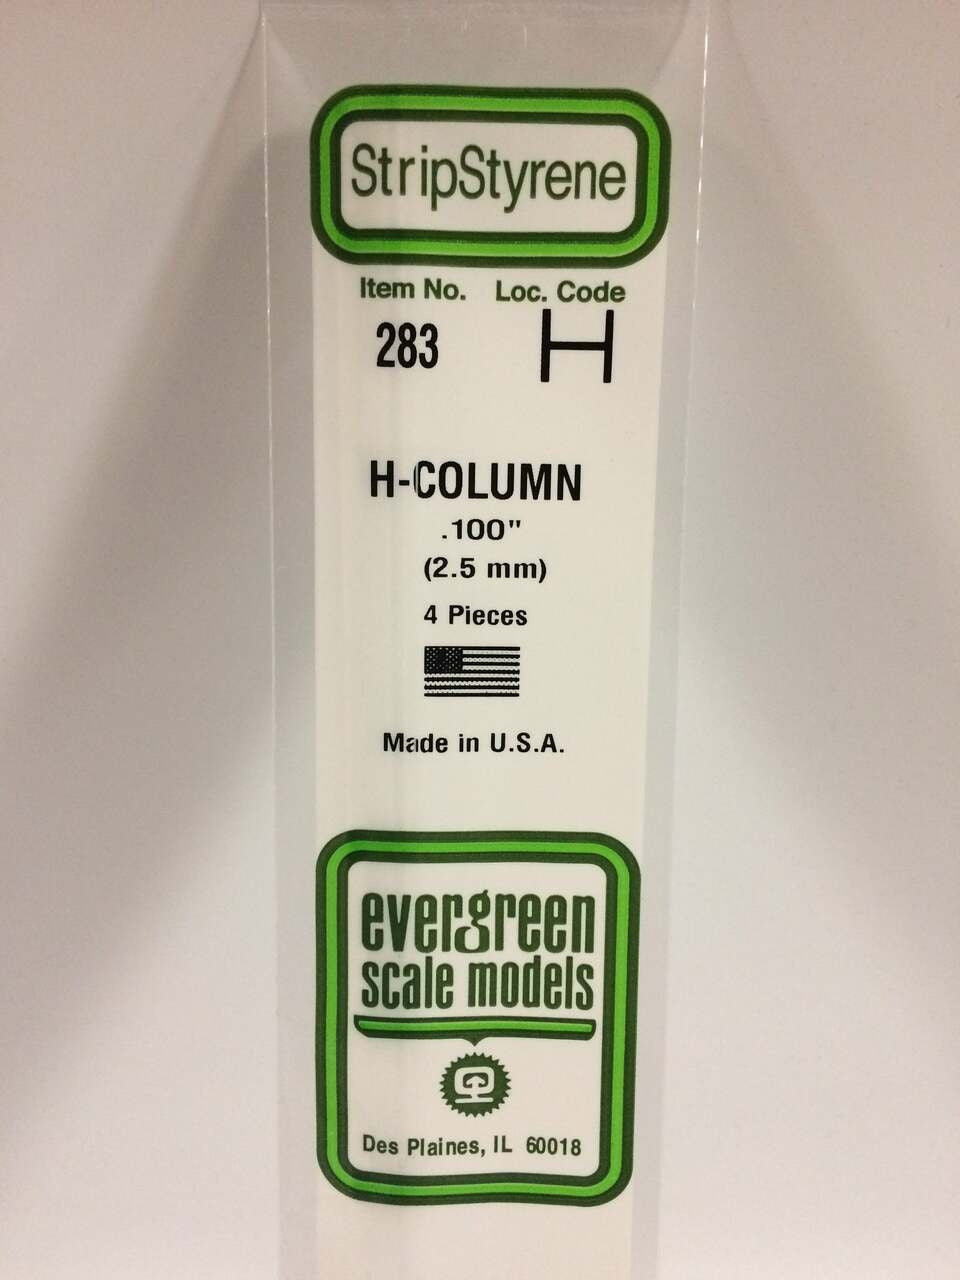 StripStyrene
Item No. Loc. Code
283 H
H-COLUMN
.100"
(2.5 mm)
4 Pieces
Made in U.S.A.
evergreen
scale models
Des Plaines, IL 60018